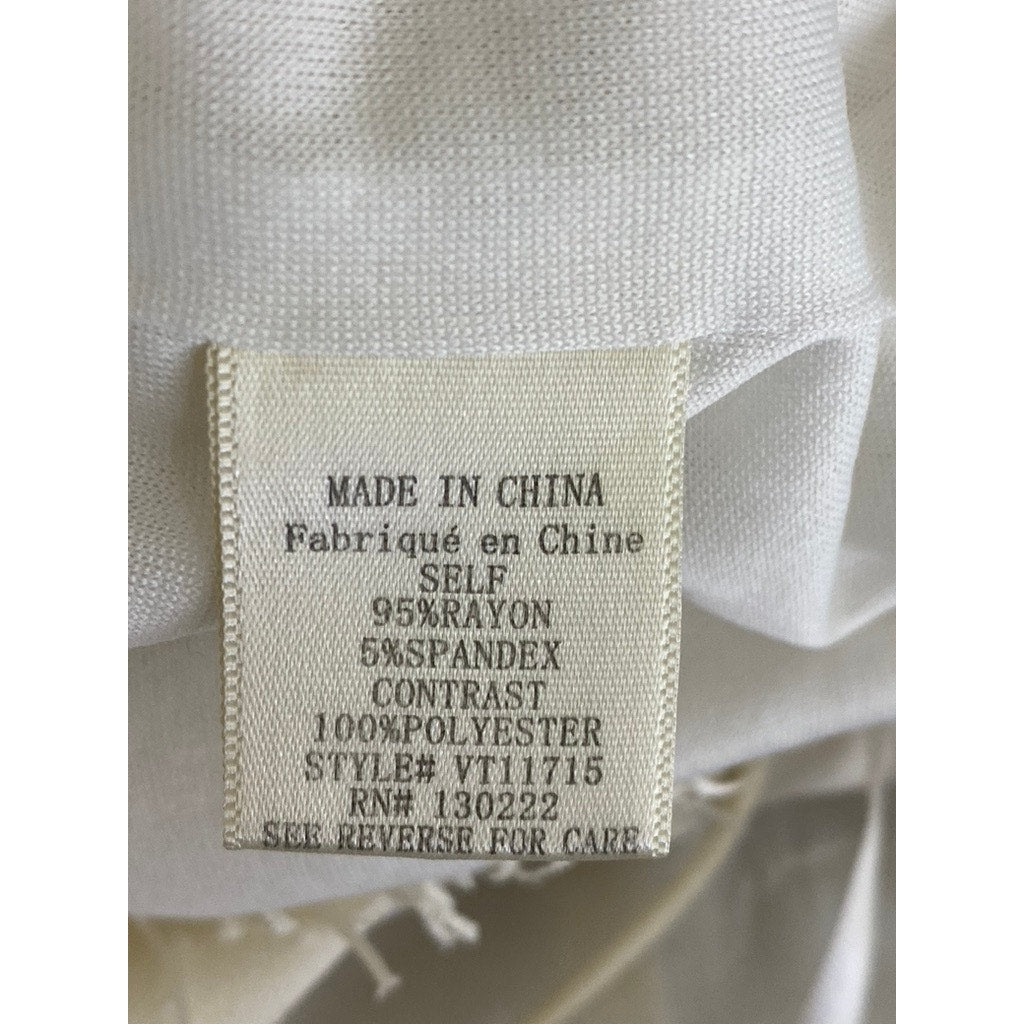 MADE IN CHINA
Fabriqué en Chine
SELF
95%RAYON
5%SPANDEX
CONTRAST
100%POLYESTER
STYLE# VT11715
RN# 130222
SEE REVERSE FOR CARE